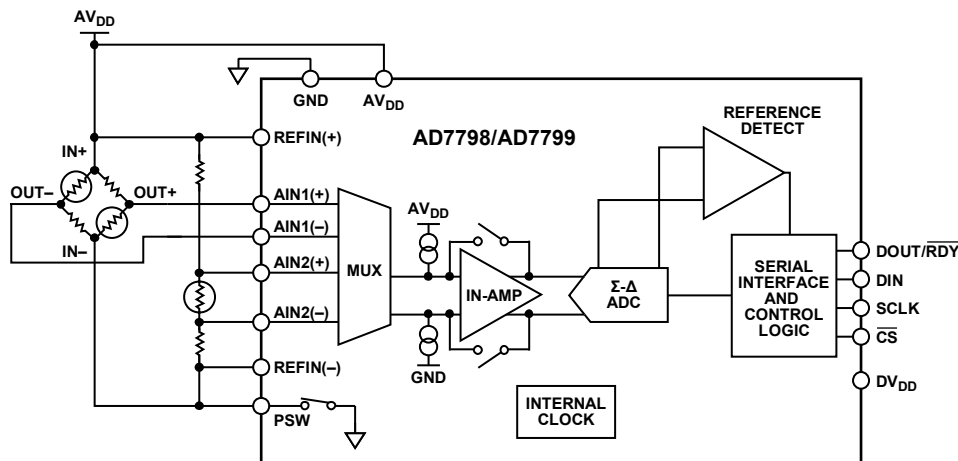 AVDD
GND
AVDD
REFERENCE
DETECT
AD7798/AD7799
REFIN(+)
IN+
OUT–
OUT+
AIN1(+)
AVDD
AIN1(–)
IN–
DOUT/RDY
MUX
AIN2(+)
SERIAL
INTERFACE
AND
CONTROL
LOGIC
DIN
IN-AMP
Σ-Δ
ADC
SCLK
AIN2(–)
CS
REFIN(–)
GND
DVDD
INTERNAL
CLOCK
PSW